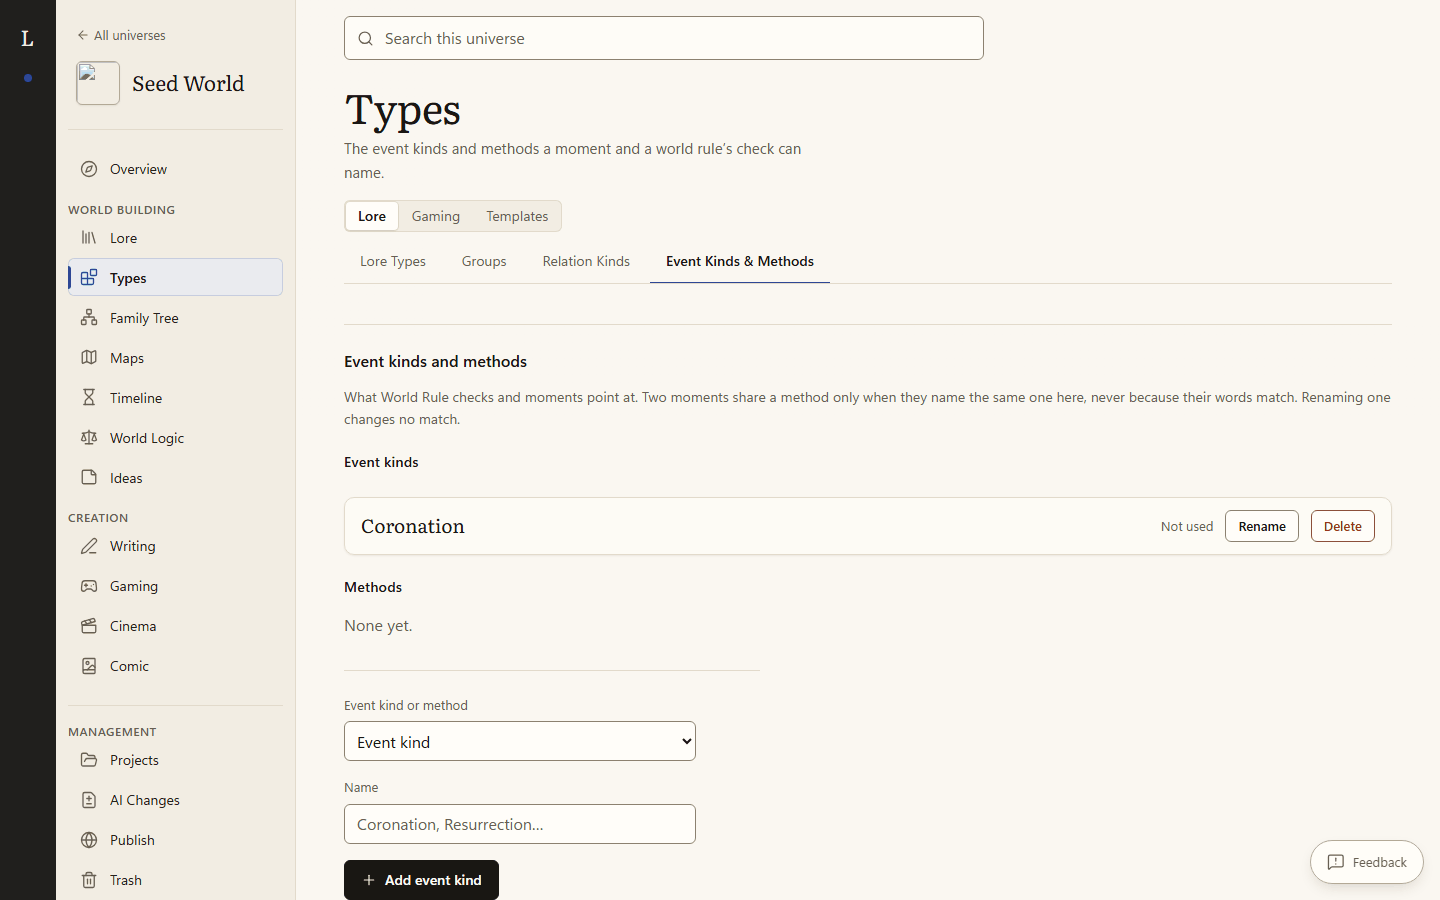 L
All universes
Seed World
Overview
WORLD BUILDING
Lore
Types
Family Tree
Maps
Timeline
World Logic
Ideas
CREATION
Writing
Gaming
Cinema
Comic
MANAGEMENT
Projects
AI Changes
Publish
Trash
Search this universe
Types
The event kinds and methods a moment and a world rule’s check can
name.
Lore Gaming Templates
Lore Types Groups Relation Kinds Event Kinds & Methods
Event kinds and methods
What World Rule checks and moments point at. Two moments share a method only when they name the same one here, never because their words match. Renaming one
changes no match.
Event kinds
Coronation Not used Rename Delete
Methods
None yet.
Event kind or method
Event kind
Name
Coronation, Resurrection...
Add event kind
Feedback